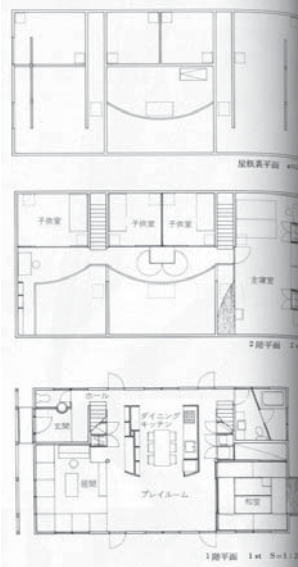 屋根裏平面
子供室
子供室
子供室
主寝室
2階平面
ホール
玄関
ダイニング
キッチン
居間
プレイルーム
和室
1階平面 1st S=1:2